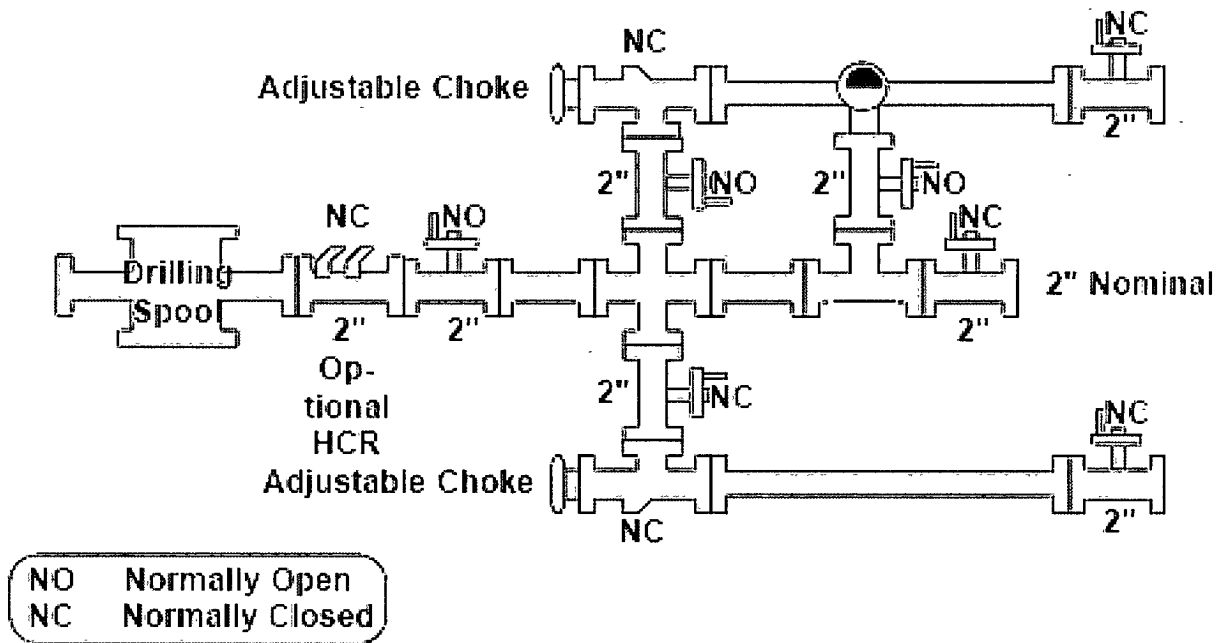 NC
NC
Adjustable Choke
2"
2"
NO
2"
NO
NC
NO
NC
Drilling
Spool
2" Nominal
2"
2"
2"
Op-
tional
HCR
2"
NC
NC
Adjustable Choke
2"
NC
NO Normally Open
NC Normally Closed